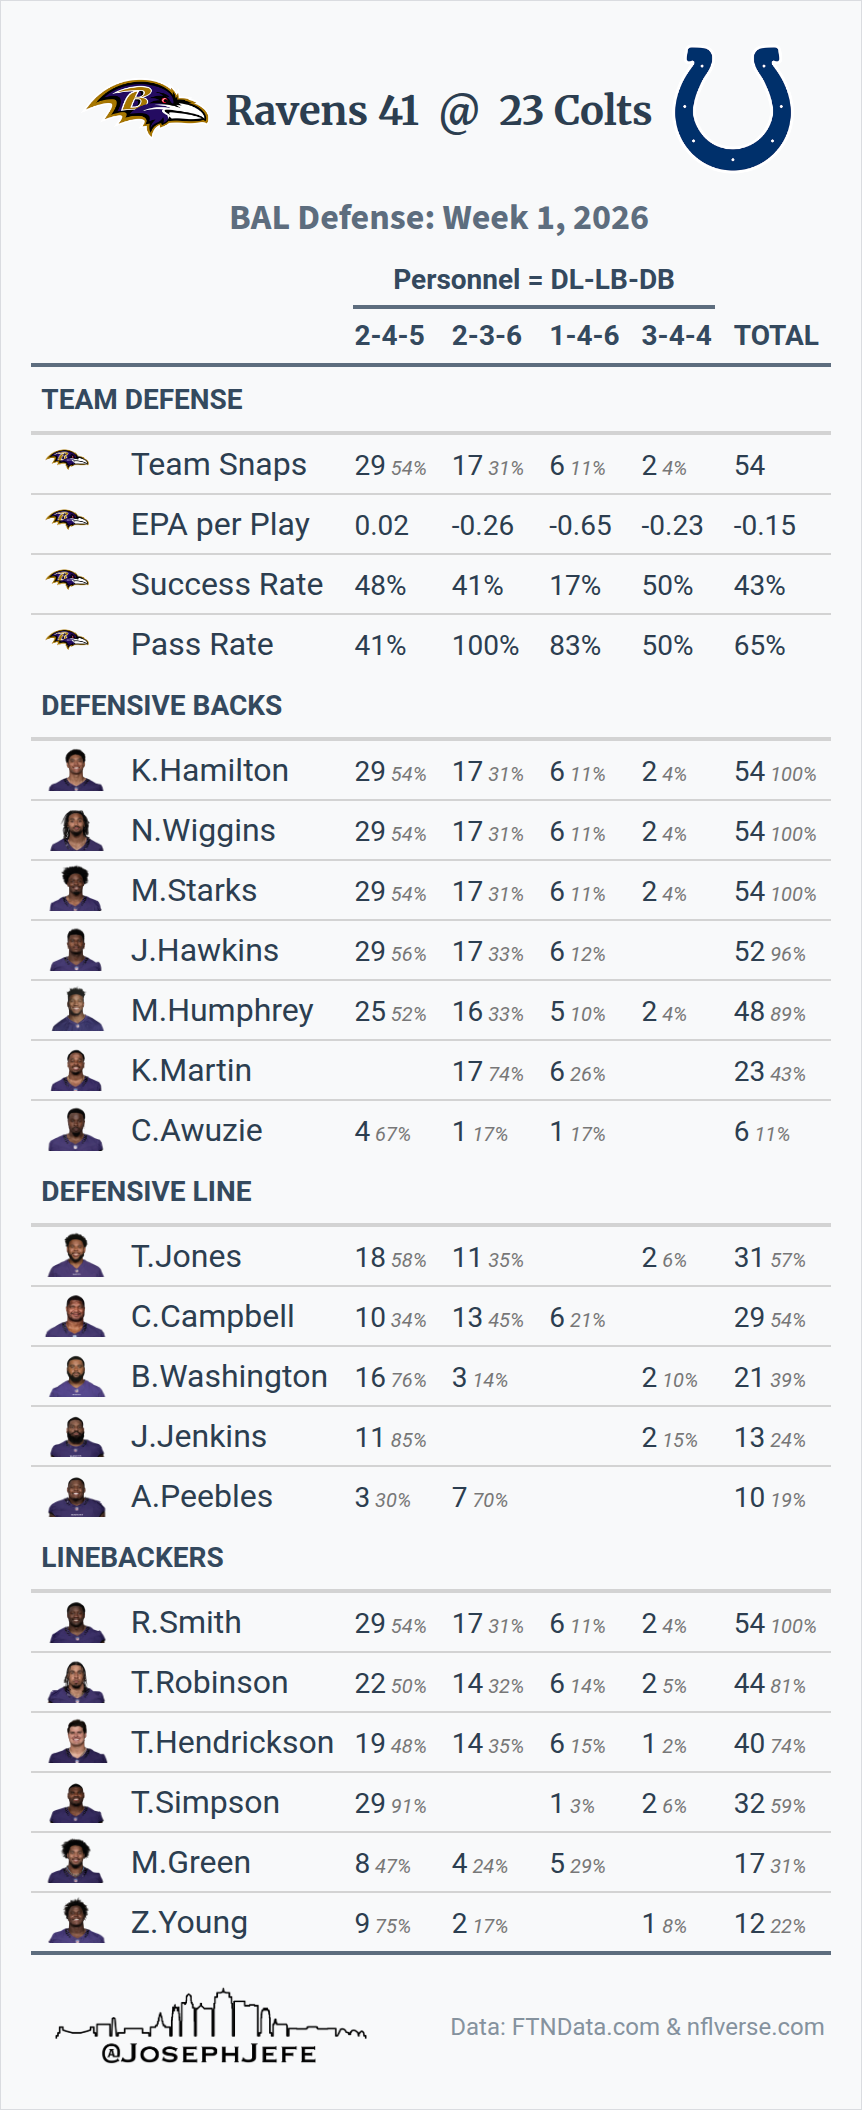 Ravens 41 @ 23 Colts
BAL Defense: Week 1, 2026
Personnel = DL-LB-DB
2-4-5 2-3-6 1-4-6 3-4-4 TOTAL
TEAM DEFENSE
Team Snaps 29 54% 17 31% 6 11% 2 4% 54
EPA per Play 0.02 -0.26 -0.65 -0.23 -0.15
Success Rate 48% 41% 17% 50% 43%
Pass Rate 41% 100% 83% 50% 65%
DEFENSIVE BACKS
K.Hamilton 29 54% 17 31% 6 11% 2 4% 54 100%
N.Wiggins 29 54% 17 31% 6 11% 2 4% 54 100%
M.Starks 29 54% 17 31% 6 11% 2 4% 54 100%
J.Hawkins 29 56% 17 33% 6 12% 52 96%
M.Humphrey 25 52% 16 33% 5 10% 2 4% 48 89%
K.Martin 17 74% 6 26% 23 43%
C.Awuzie 4 67% 1 17% 1 17% 6 11%
DEFENSIVE LINE
T.Jones 18 58% 11 35% 2 6% 31 57%
C.Campbell 10 34% 13 45% 6 21% 29 54%
B.Washington 16 76% 3 14% 2 10% 21 39%
J.Jenkins 11 85% 2 15% 13 24%
A.Peebles 3 30% 7 70% 10 19%
LINEBACKERS
R.Smith 29 54% 17 31% 6 11% 2 4% 54 100%
T.Robinson 22 50% 14 32% 6 14% 2 5% 44 81%
T.Hendrickson 19 48% 14 35% 6 15% 1 2% 40 74%
T.Simpson 29 91% 1 3% 2 6% 32 59%
M.Green 8 47% 4 24% 5 29% 17 31%
Z.Young 9 75% 2 17% 1 8% 12 22%
@JOSEPHJEFE
Data: FTNData.com & nflverse.com